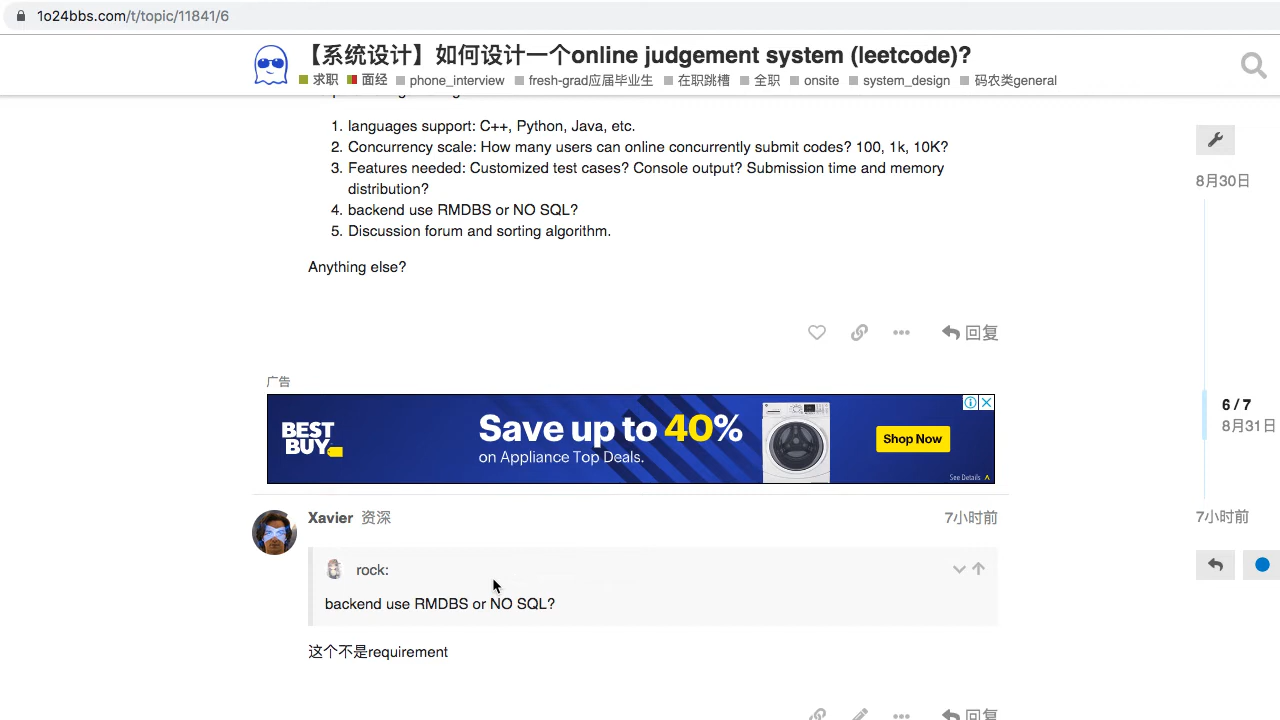 1o24bbs.com/t/topic/11841/6
【系统设计】如何设计一个online judgement system (leetcode)?
求职 面经 phone_interview fresh-grad应届毕业生 在职跳槽 全职 onsite system_design 码农类general
1. languages support: C++, Python, Java, etc.
2. Concurrency scale: How many users can online concurrently submit codes? 100, 1k, 10K?
3. Features needed: Customized test cases? Console output? Submission time and memory
distribution?
4. backend use RMDBS or NO SQL?
5. Discussion forum and sorting algorithm.
Anything else?
回复
广告
BEST
BUY
Save up to 40%
on Appliance Top Deals.
Shop Now
See Details
Xavier 资深
7小时前
rock:
backend use RMDBS or NO SQL?
这个不是requirement
回复
8月30日
6 / 7
8月31日
7小时前